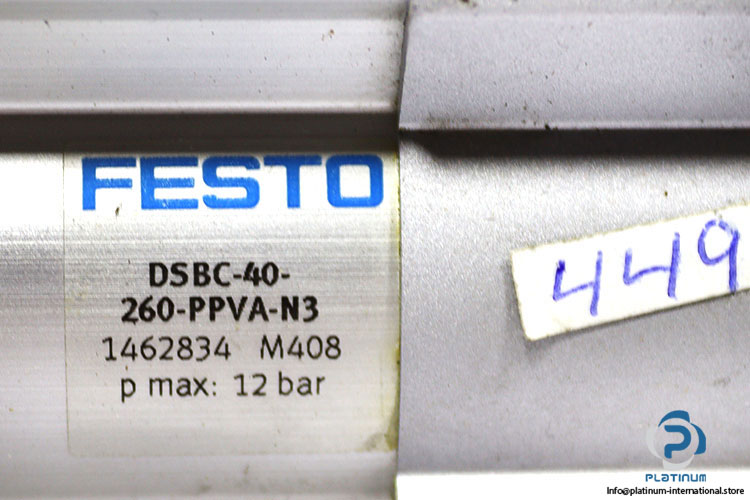 FESTO
DSBC-40-
260-PPVA-N3
1462834 M408
p max: 12 bar
449
PLATINUM
Info@platinum-international.store